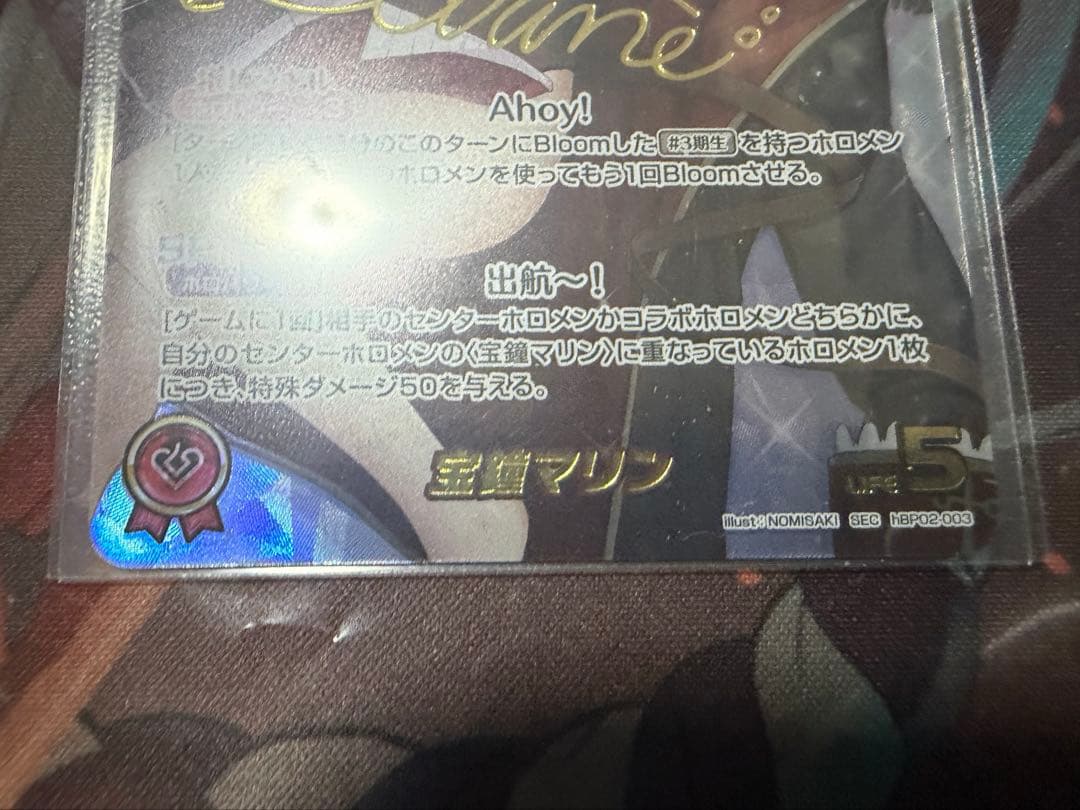 Ahoy!
このターンにBloomした #3期生 を持つホロメン
ホロメンを使ってもう1回Bloomさせる。
出航～!
[ゲームに1回]相手のセンターホロメンかコラボホロメンどちらかに、
自分のセンターホロメンの〈宝鐘マリン〉に重なっているホロメン1枚
につき、特殊ダメージ50を与える。
宝鐘マリン
LIFE 5
illust : NOMISAKI SEC hBP02-003